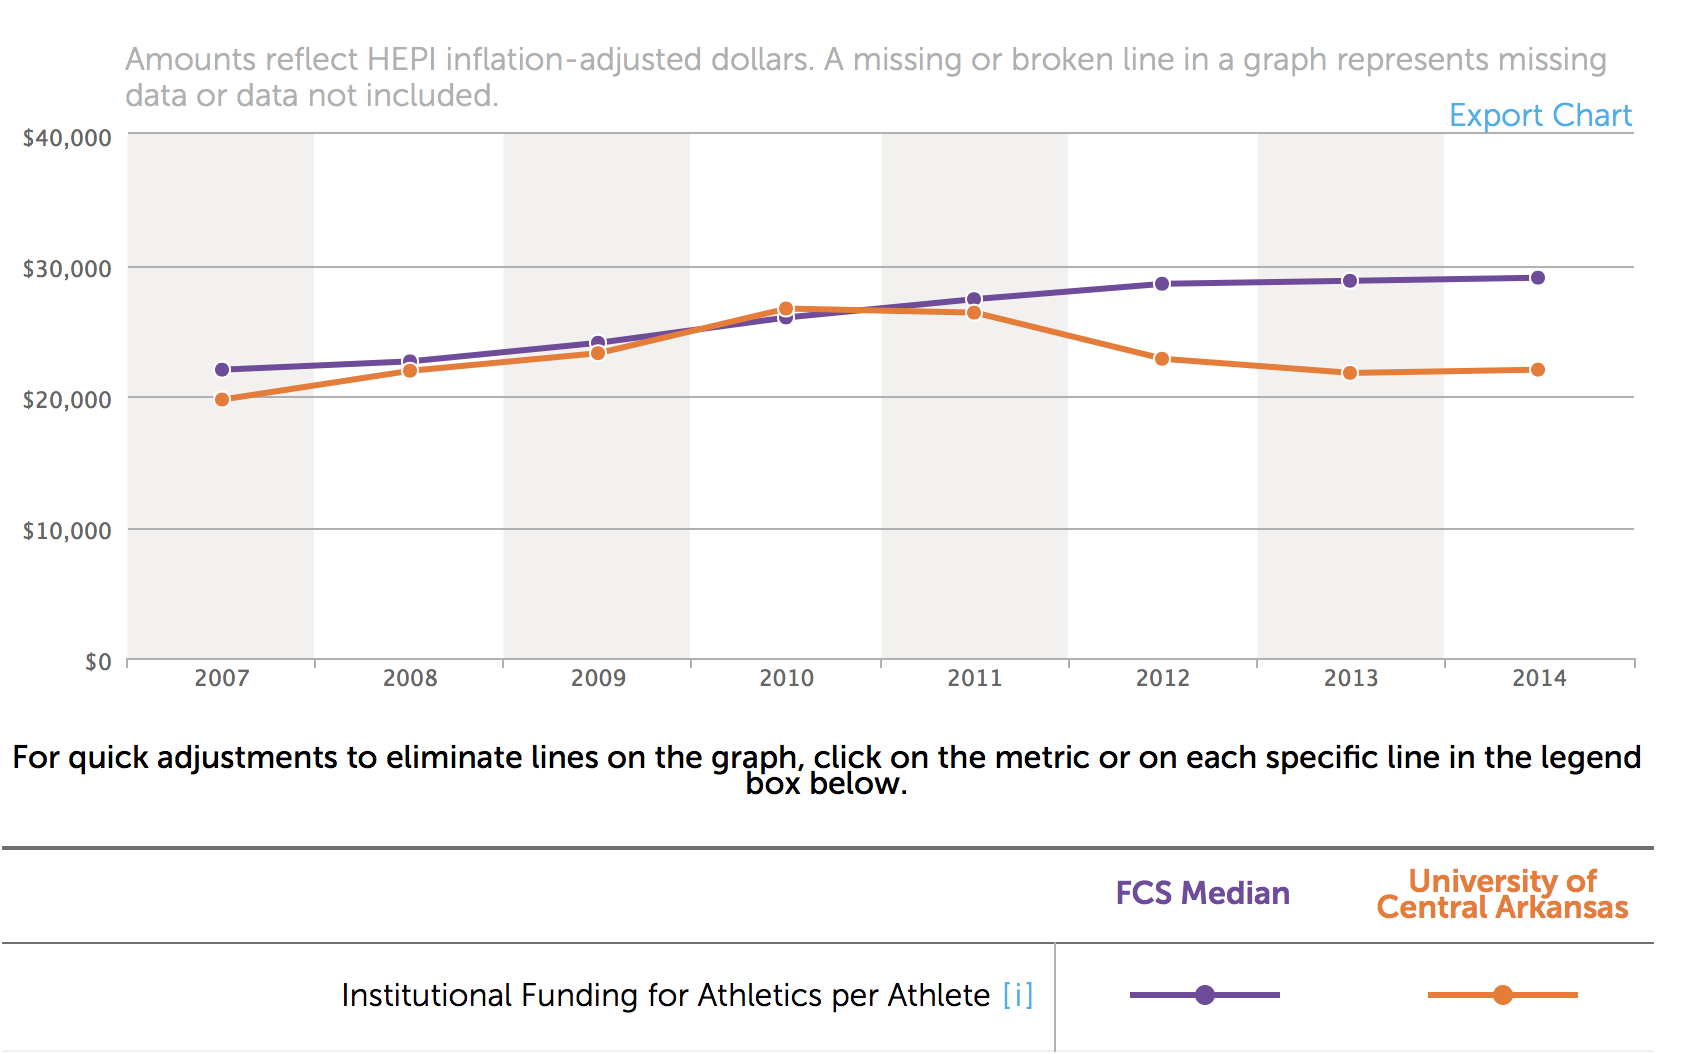 Amounts reflect HEPI inflation-adjusted dollars. A missing or broken line in a graph represents missing
data or data not included.
Export Chart
$40,000
$30,000
$20,000
$10,000
$0
2007 2008 2009 2010 2011 2012 2013 2014
For quick adjustments to eliminate lines on the graph, click on the metric or on each specific line in the legend
box below.
FCS Median
University of
Central Arkansas
Institutional Funding for Athletics per Athlete [i]